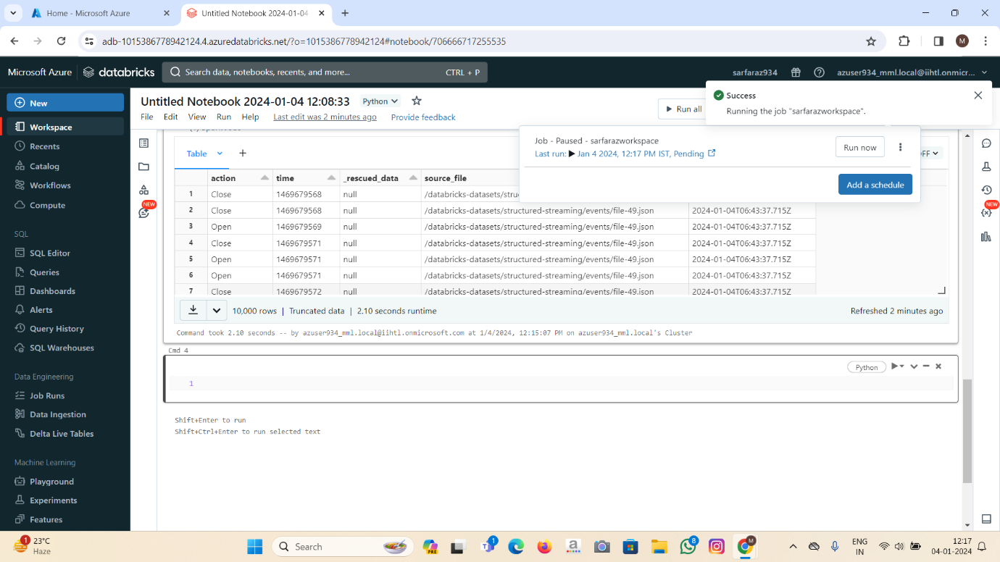 Home - Microsoft Azure
Untitled Notebook 2024-01-04
adb-1015386778942124.4.azuredatabricks.net/?o=1015386778942124#notebook/706666717255535
M
Microsoft Azure databricks
Search data, notebooks, recents, and more... CTRL + P
sarfaraz934 azuser934_mml.local@iihtl.onmicr...
New
Workspace
Recents
Catalog
Workflows
Compute
SQL
SQL Editor
Queries
Dashboards
Alerts
Query History
SQL Warehouses
Data Engineering
Job Runs
Data Ingestion
Delta Live Tables
Machine Learning
Playground
Experiments
Features
Untitled Notebook 2024-01-04 12:08:33 Python
File Edit View Run Help Last edit was 2 minutes ago Provide feedback
Run all
Success
Running the job "sarfarazworkspace".
Job - Paused - sarfarazworkspace
Last run: Jan 4 2024, 12:17 PM IST, Pending
Run now
Add a schedule
NEW
NEW
Table +
action time _rescued_data source_file
1 Close 1469679568 null /databricks-datasets/struc
2 Close 1469679568 null /databricks-datasets/structured-streaming/events/file-49.json 2024-01-04T06:43:37.715Z
3 Open 1469679569 null /databricks-datasets/structured-streaming/events/file-49.json 2024-01-04T06:43:37.715Z
4 Close 1469679571 null /databricks-datasets/structured-streaming/events/file-49.json 2024-01-04T06:43:37.715Z
5 Open 1469679571 null /databricks-datasets/structured-streaming/events/file-49.json 2024-01-04T06:43:37.715Z
6 Open 1469679571 null /databricks-datasets/structured-streaming/events/file-49.json 2024-01-04T06:43:37.715Z
7 Close 1469679572 null /databricks-datasets/structured-streaming/events/file-49.json 2024-01-04T06:43:37.715Z
10,000 rows | Truncated data | 2.10 seconds runtime Refreshed 2 minutes ago
Command took 2.10 seconds -- by azuser934_mml.local@iihtl.onmicrosoft.com at 1/4/2024, 12:15:07 PM on azuser934_mml.local's Cluster
Cmd 4
Python
1
Shift+Enter to run
Shift+Ctrl+Enter to run selected text
1
23°C
Haze
Search
PRE
1
a
8
M
ENG
IN
12:17
04-01-2024